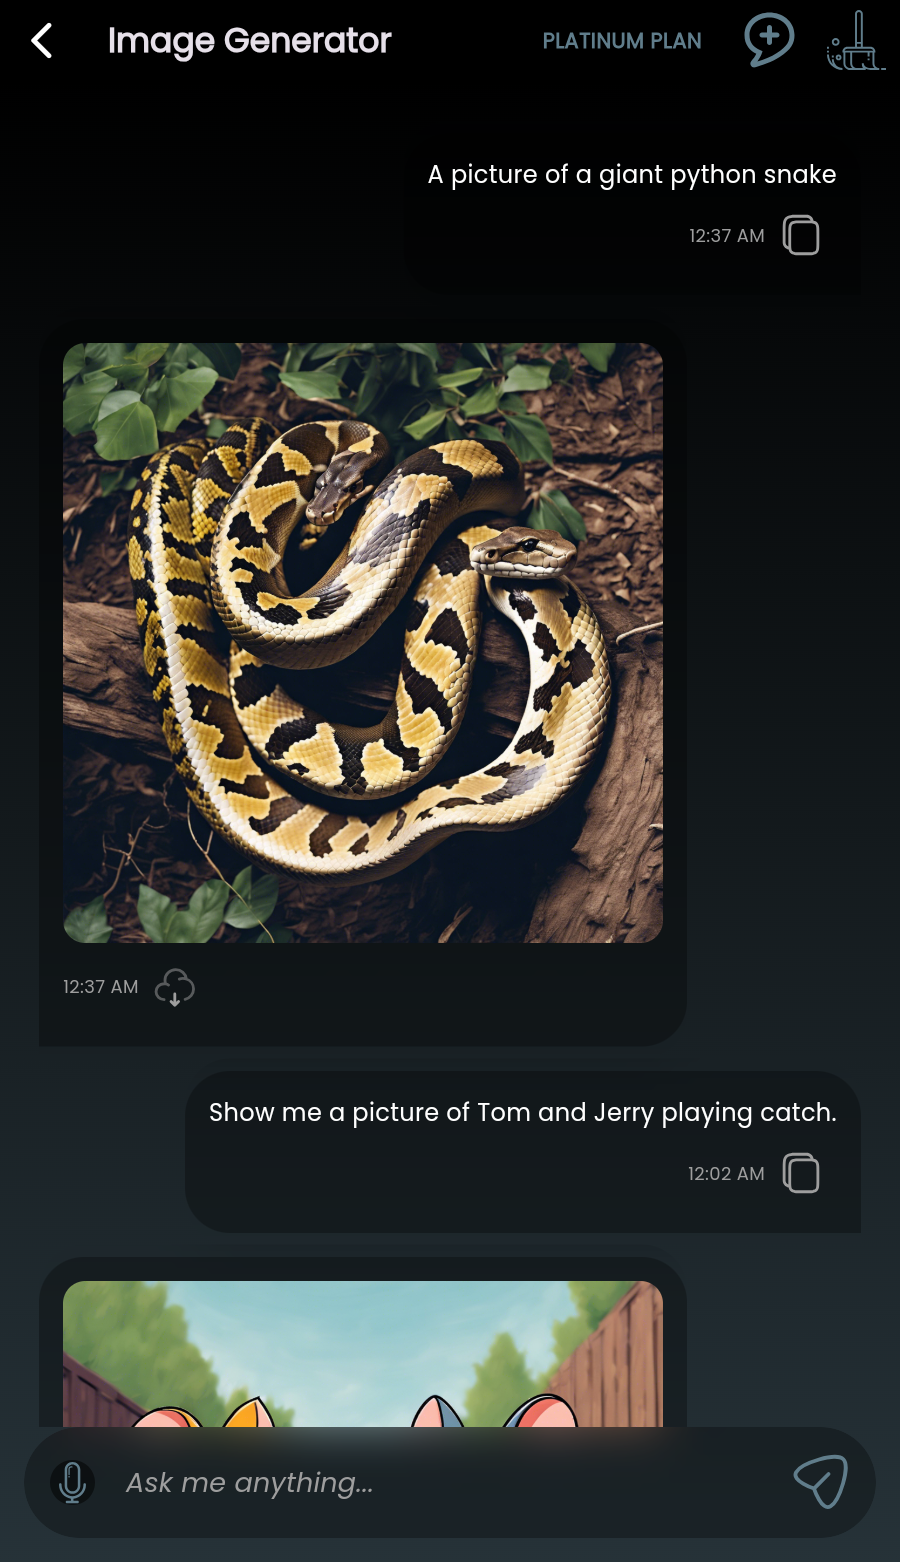 Image Generator
PLATINUM PLAN
A picture of a giant python snake
12:37 AM
12:37 AM
Show me a picture of Tom and Jerry playing catch.
12:02 AM
Ask me anything...